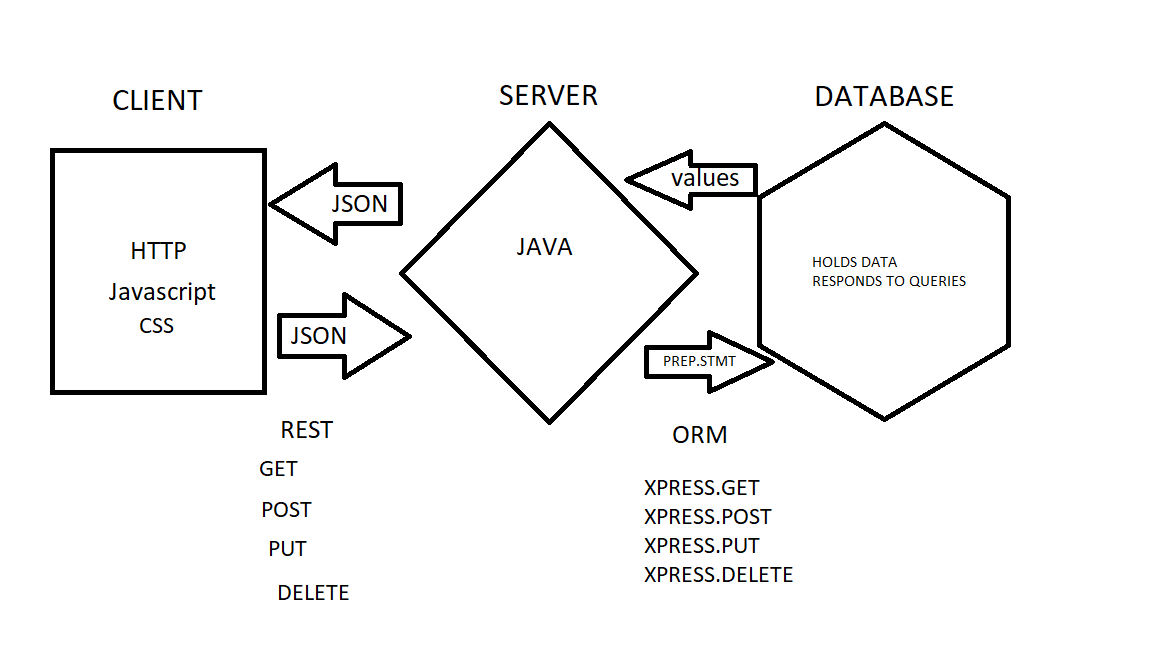 CLIENT
SERVER
DATABASE
HTTP
Javascript
CSS
JSON
JSON
JAVA
values
PREP.STMT
HOLDS DATA
RESPONDS TO QUERIES
REST
GET
POST
PUT
DELETE
ORM
XPRESS.GET
XPRESS.POST
XPRESS.PUT
XPRESS.DELETE